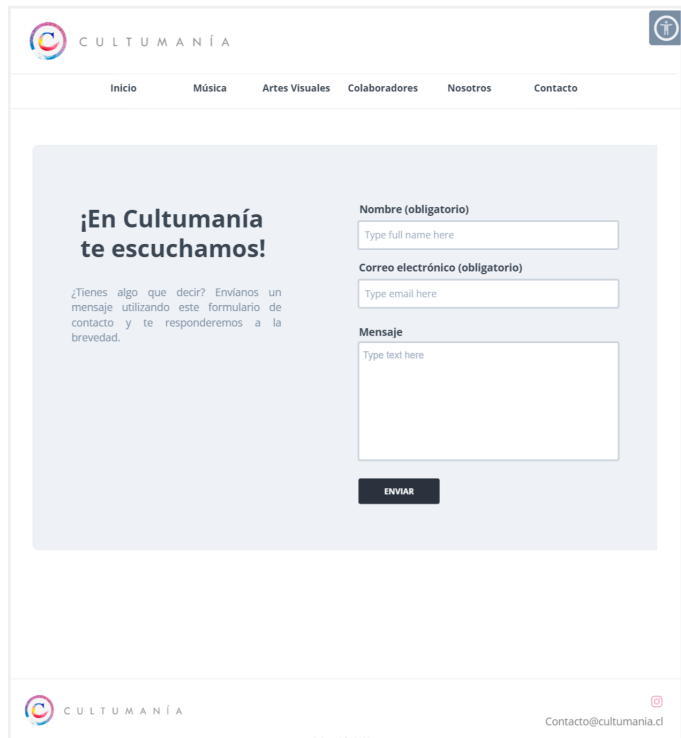 CULTUMANÍA
Inicio Música Artes Visuales Colaboradores Nosotros Contacto
¡En Cultumanía
te escuchamos!
¿Tienes algo que decir? Envíanos un
mensaje utilizando este formulario de
contacto y te responderemos a la
brevedad.
Nombre (obligatorio)
Type full name here
Correo electrónico (obligatorio)
Type email here
Mensaje
Type text here
ENVIAR
CULTUMANÍA
Contacto@cultumania.cl